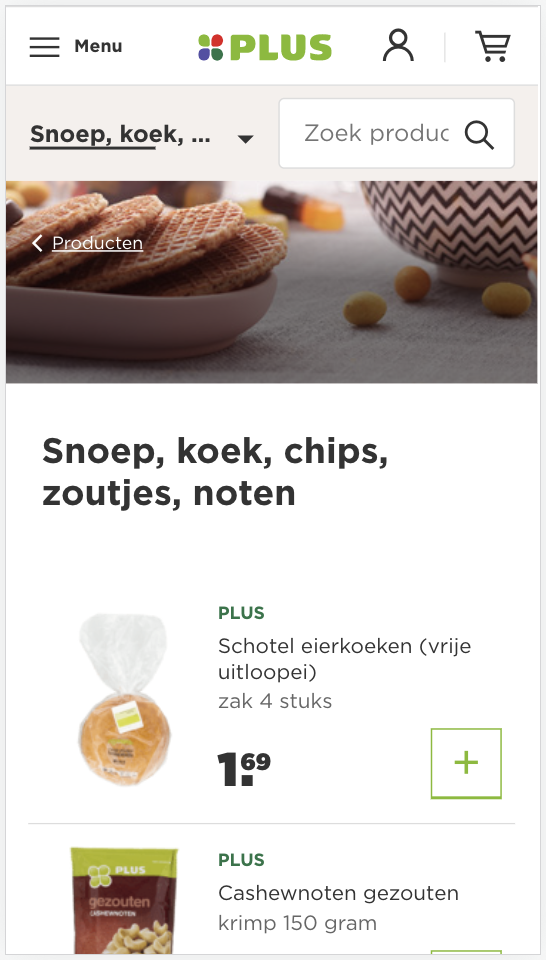 Menu
PLUS
Snoep, koek, ...
Zoek produc
Producten
Snoep, koek, chips,
zoutjes, noten
PLUS
Schotel eierkoeken (vrije
uitloopei)
zak 4 stuks
1.69
+
PLUS
gezouten
CASHEWNOTEN
PLUS
Cashewnoten gezouten
krimp 150 gram